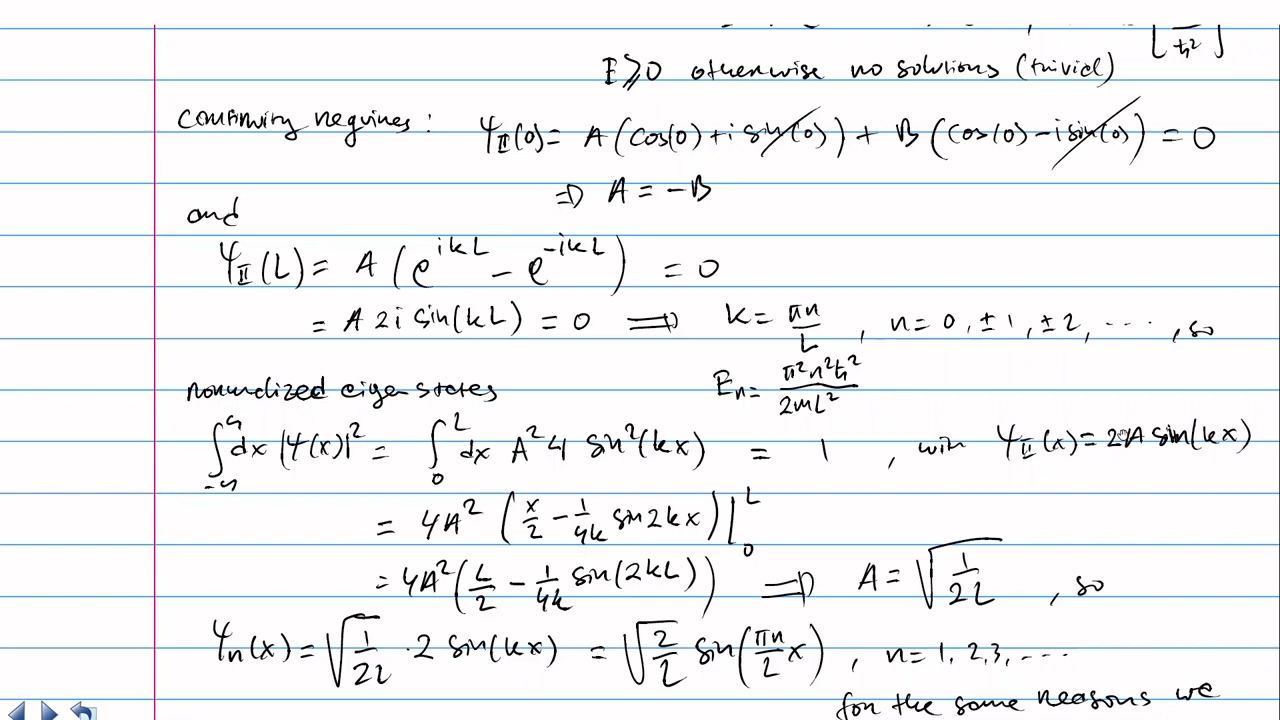 ħ²
E ≥ 0 otherwise no solutions (trivial)
Continuity requires: Ψ_II(0) = A(cos(0) + i sin(0)) + B(cos(0) - i sin(0)) = 0
⇒ A = -B
and
Ψ_II(L) = A(e^{ikL} - e^{-ikL}) = 0
= A 2i sin(kL) = 0 ⇒ k = πn/L, n = 0, ±1, ±2, ...., so
normalized eigenstates E_n = π²n²ħ²/2mL²
∫_{-∞}^{∞} dx |Ψ(x)|² = ∫_0^L dx A² 4 sin²(kx) = 1, with Ψ_II(x) = 2iA sin(kx)
= 4A² (x/2 - 1/4k sin 2kx)|_0^L
= 4A² (L/2 - 1/4k sin(2kL)) ⇒ A = √(1/2L), so
Ψ_n(x) = √(1/2L) · 2 sin(kx) = √(2/L) sin(πn/L x), n = 1, 2, 3, ....
for the same reasons we